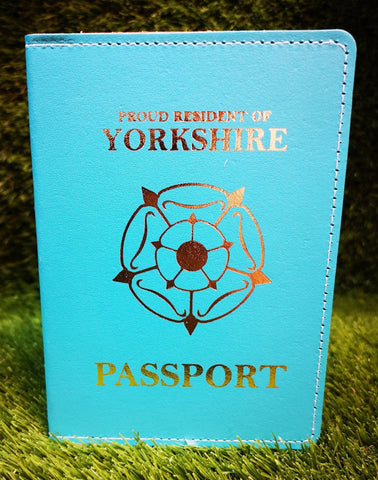 PROUD RESIDENT OF
YORKSHIRE
PASSPORT